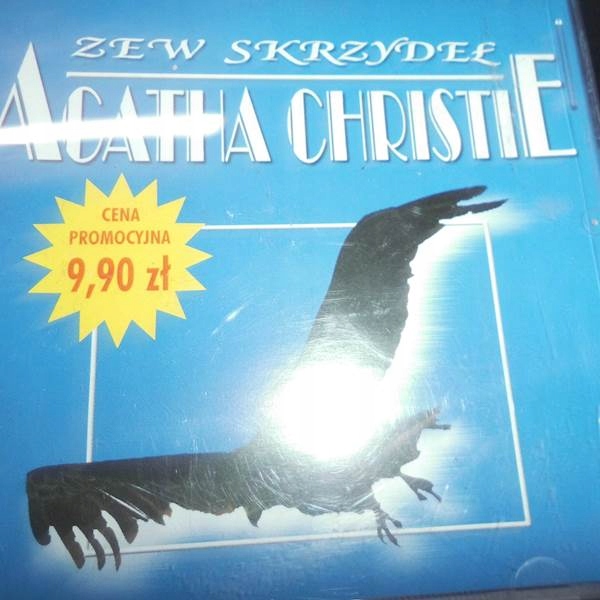 ZEW SKRZYDEŁ
AGATHA CHRISTIE
CENA
PROMOCYJNA
9,90 zł